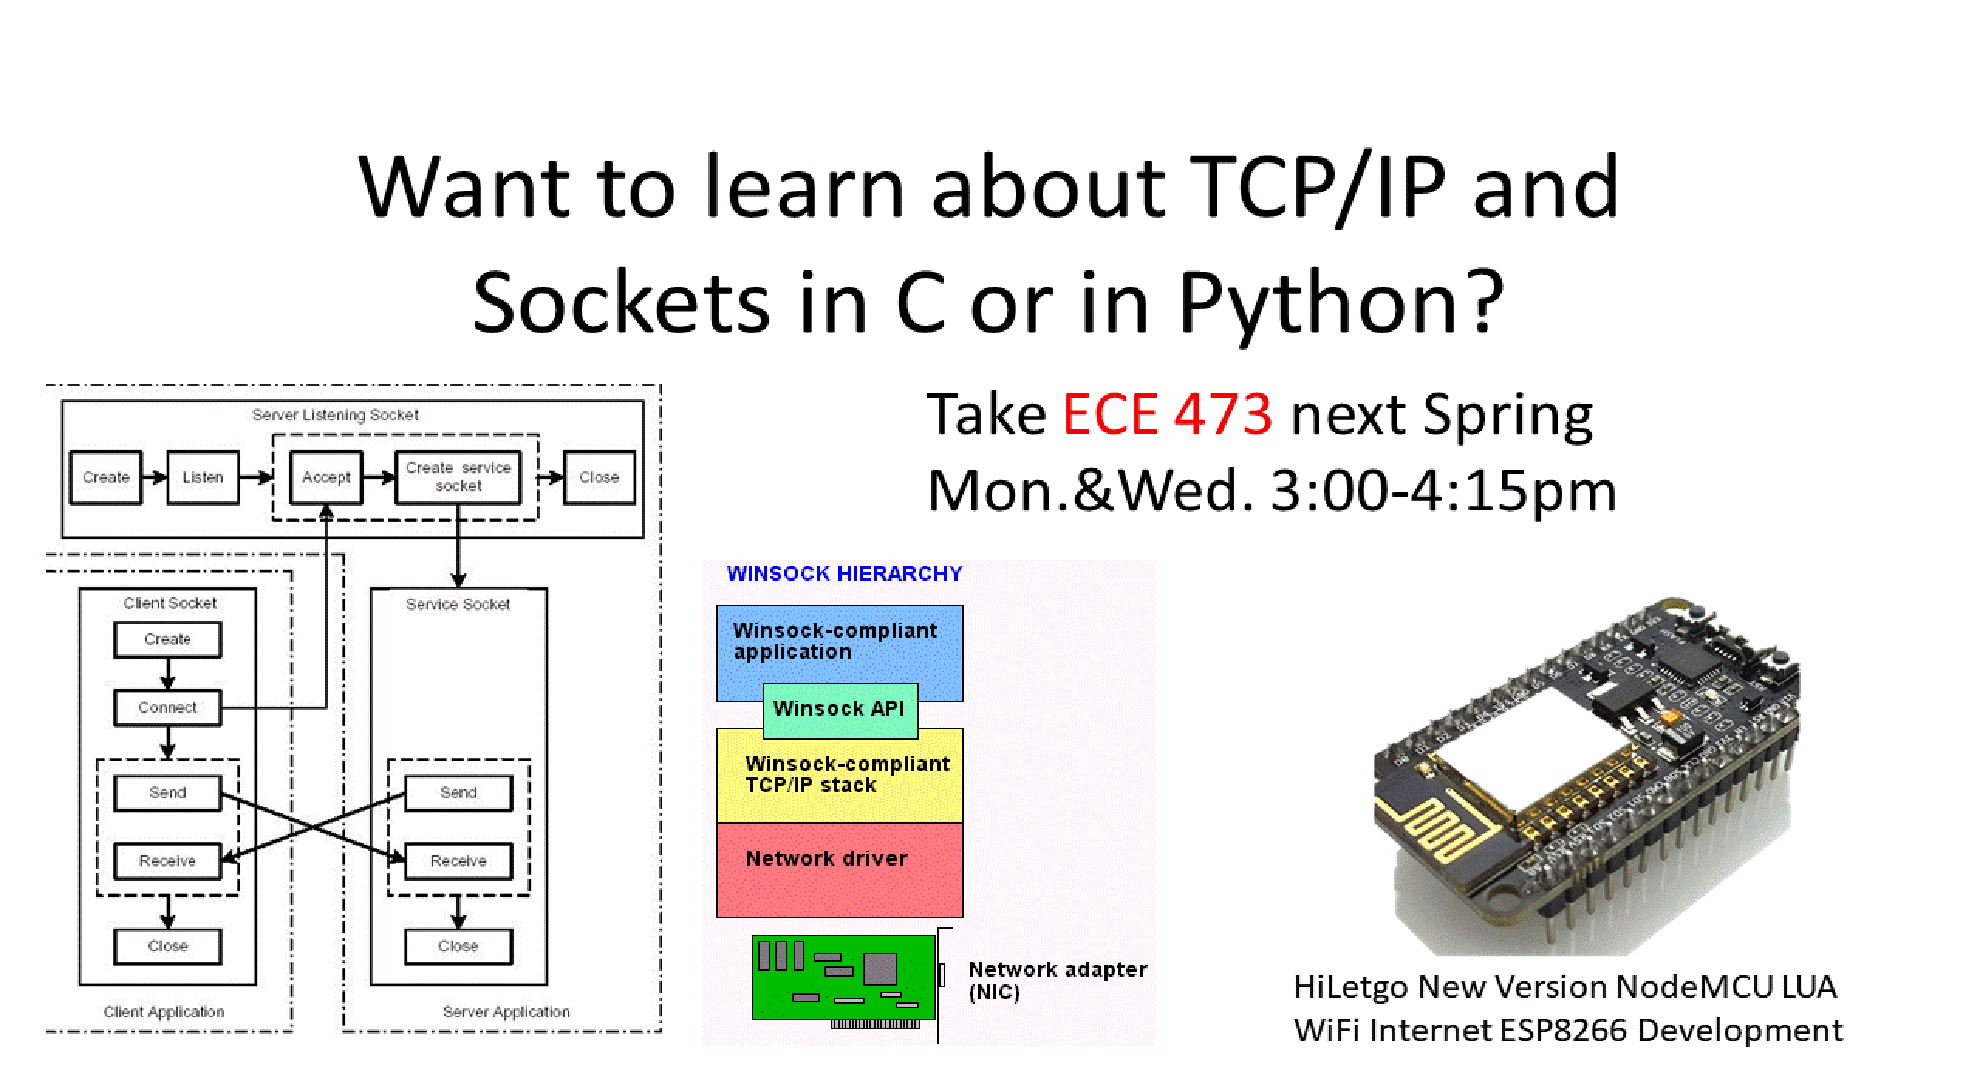 Want to learn about TCP/IP and
Sockets in C or in Python?
Take ECE 473 next Spring
Mon.&Wed. 3:00-4:15pm
Server Listening Socket
Create
Listen
Accept
Create service
socket
Close
Client Socket
Create
Connect
Send
Receive
Close
Client Application
Service Socket
Send
Receive
Close
Server Application
WINSOCK HIERARCHY
Winsock-compliant
application
Winsock API
Winsock-compliant
TCP/IP stack
Network driver
Network adapter
(NIC)
HiLetgo New Version NodeMCU LUA
WiFi Internet ESP8266 Development